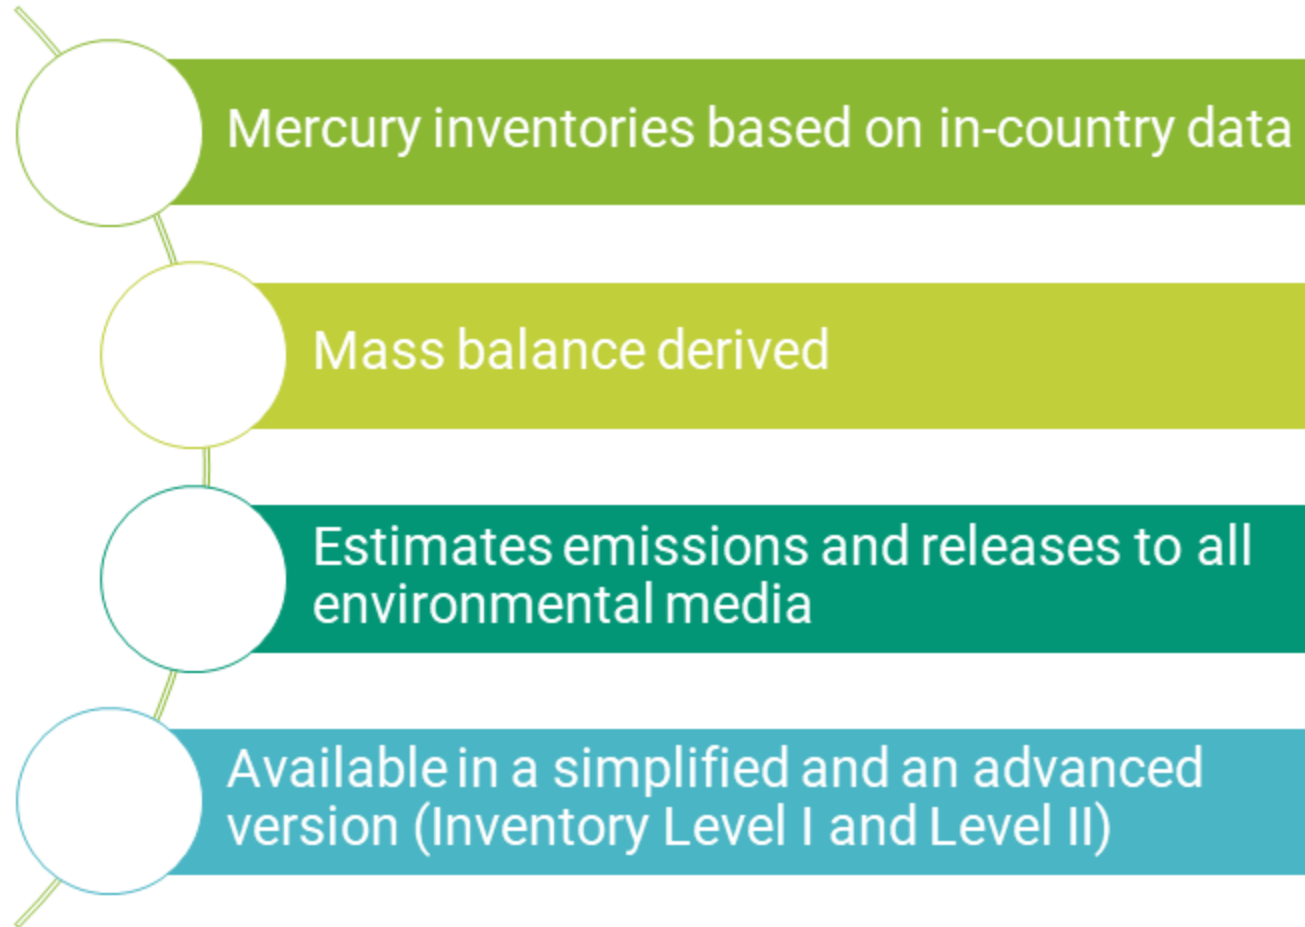 Mercury inventories based on in-country data
Mass balance derived
Estimates emissions and releases to all
environmental media
Available in a simplified and an advanced
version (Inventory Level I and Level II)